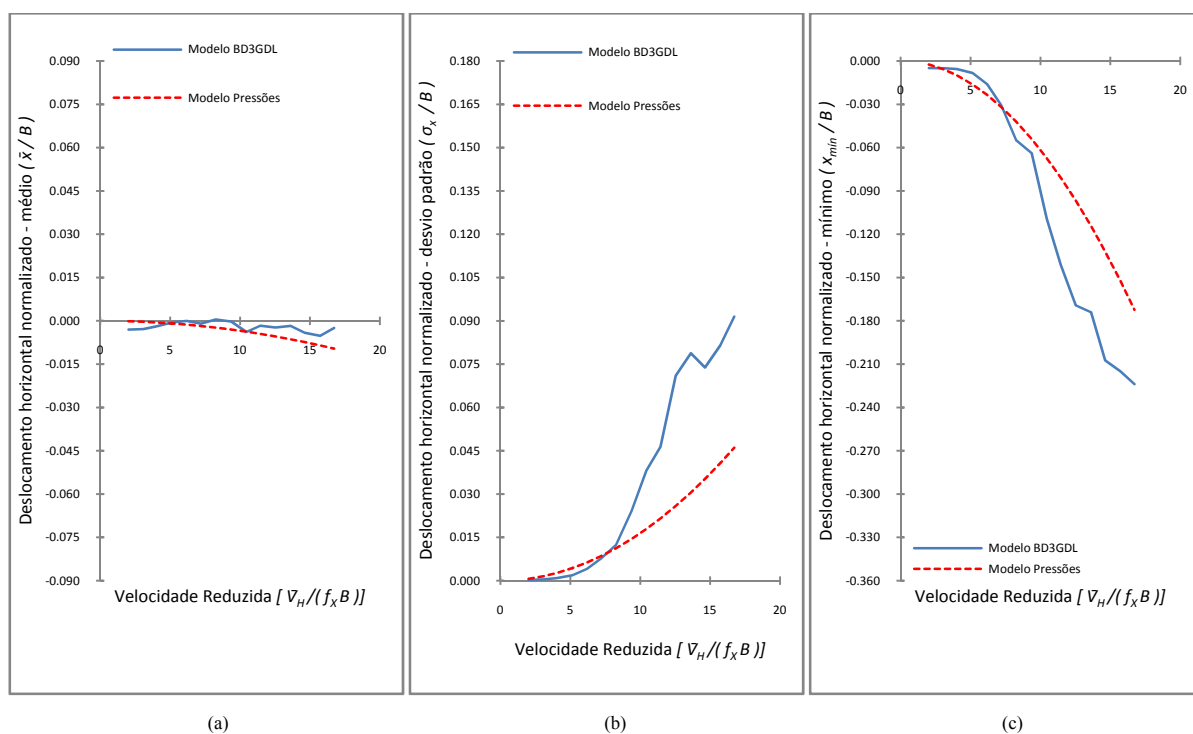 Modelo BD3GDL
Modelo Pressões
0.090
0.075
0.060
0.045
0.030
0.015
0.000
-0.015
-0.030
-0.045
-0.060
-0.075
-0.090
0 5 10 15 20
Deslocamento horizontal normalizado - médio ( x̄ / B )
Velocidade Reduzida [ V̄H /( fX B )]
(a)
Modelo BD3GDL
Modelo Pressões
0.180
0.165
0.150
0.135
0.120
0.105
0.090
0.075
0.060
0.045
0.030
0.015
0.000
0 5 10 15 20
Deslocamento horizontal normalizado - desvio padrão ( σx / B )
Velocidade Reduzida [ V̄H /( fX B )]
(b)
0.000
-0.030
-0.060
-0.090
-0.120
-0.150
-0.180
-0.210
-0.240
-0.270
-0.300
-0.330
-0.360
0 5 10 15 20
Deslocamento horizontal normalizado - mínimo ( xmín / B )
Modelo BD3GDL
Modelo Pressões
Velocidade Reduzida [ V̄H /( fX B )]
(c)